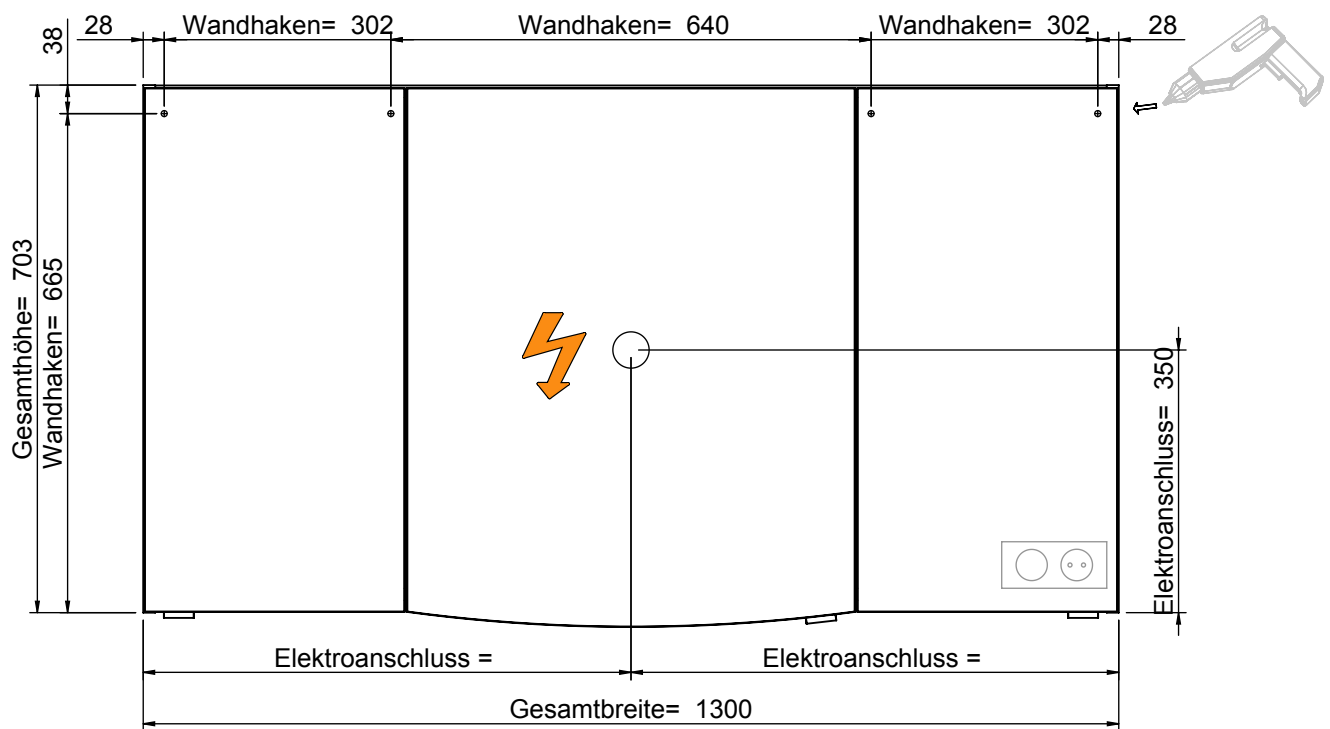 28
Wandhaken= 302
Wandhaken= 640
Wandhaken= 302
28
38
Gesamthöhe= 703
Wandhaken= 665
Elektroanschluss= 350
Elektroanschluss =
Elektroanschluss =
Gesamtbreite= 1300